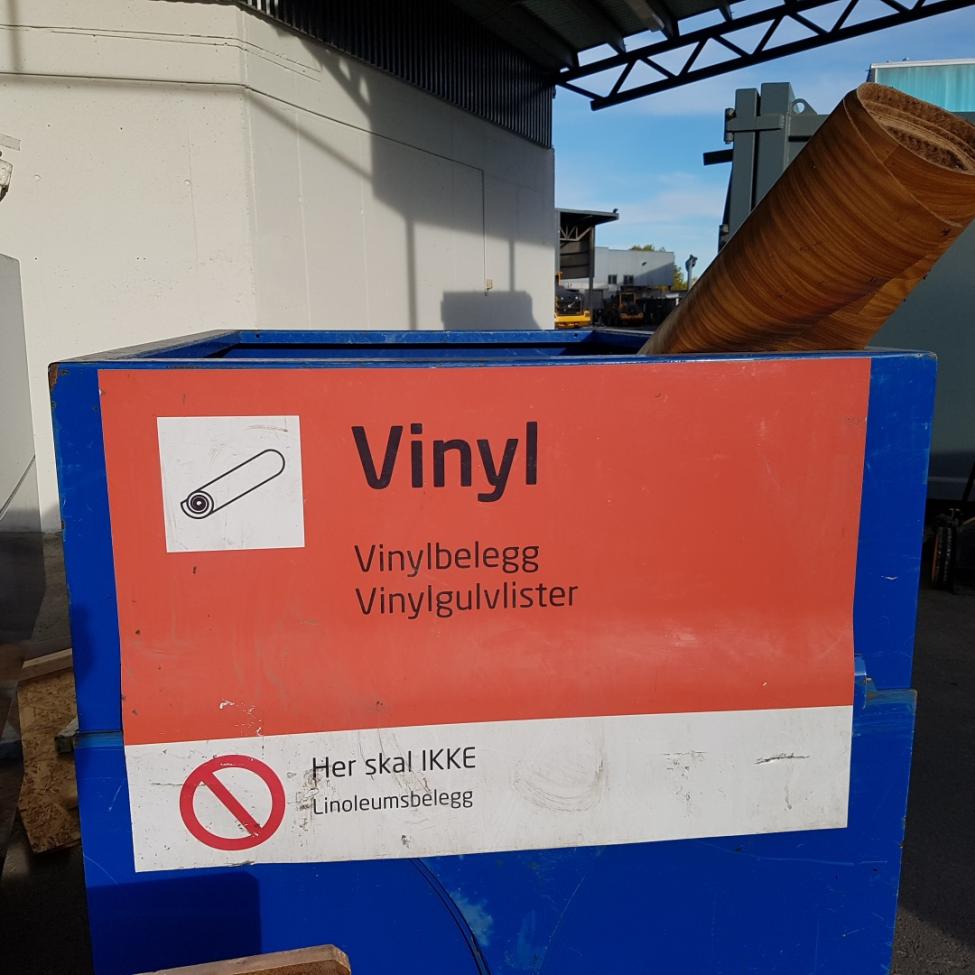 Vinyl
Vinylbelegg
Vinylgulvlister
Her skal IKKE
Linoleumsbelegg